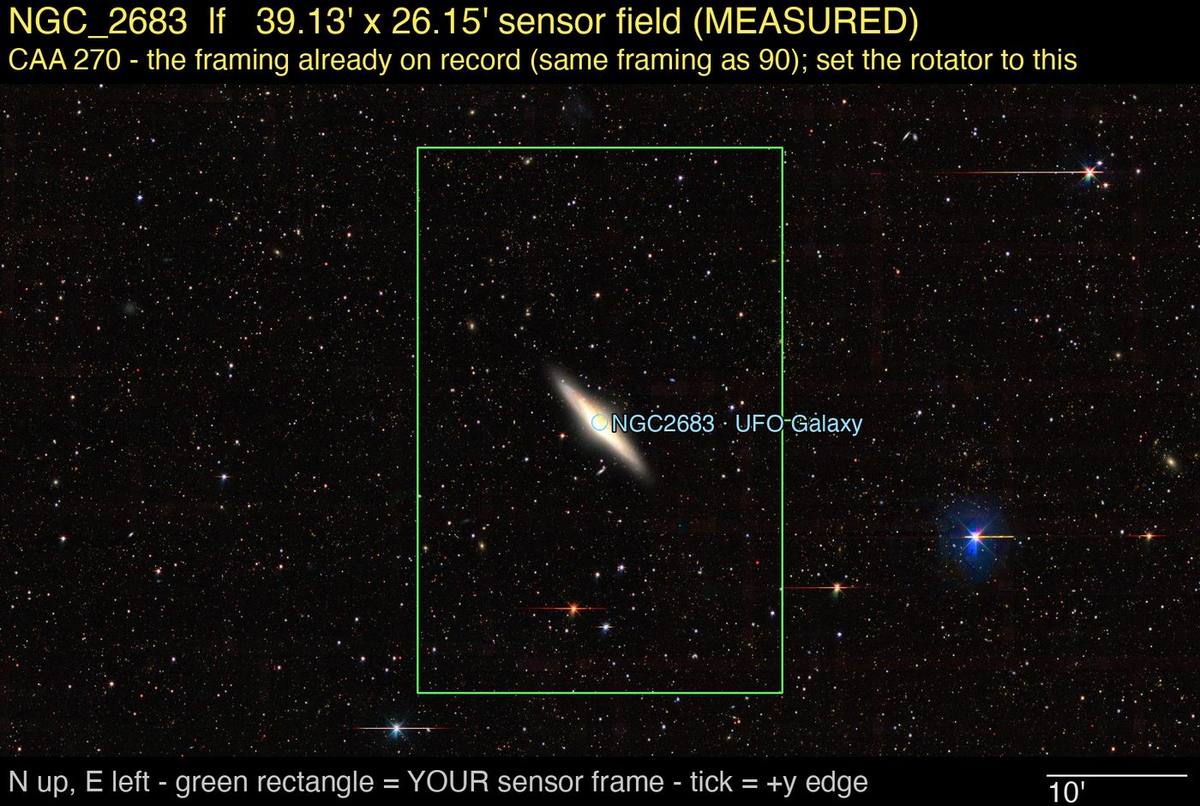 NGC_2683 lf 39.13' x 26.15' sensor field (MEASURED)
CAA 270 - the framing already on record (same framing as 90); set the rotator to this
NGC2683 · UFO Galaxy
N up, E left - green rectangle = YOUR sensor frame - tick = +y edge
10'